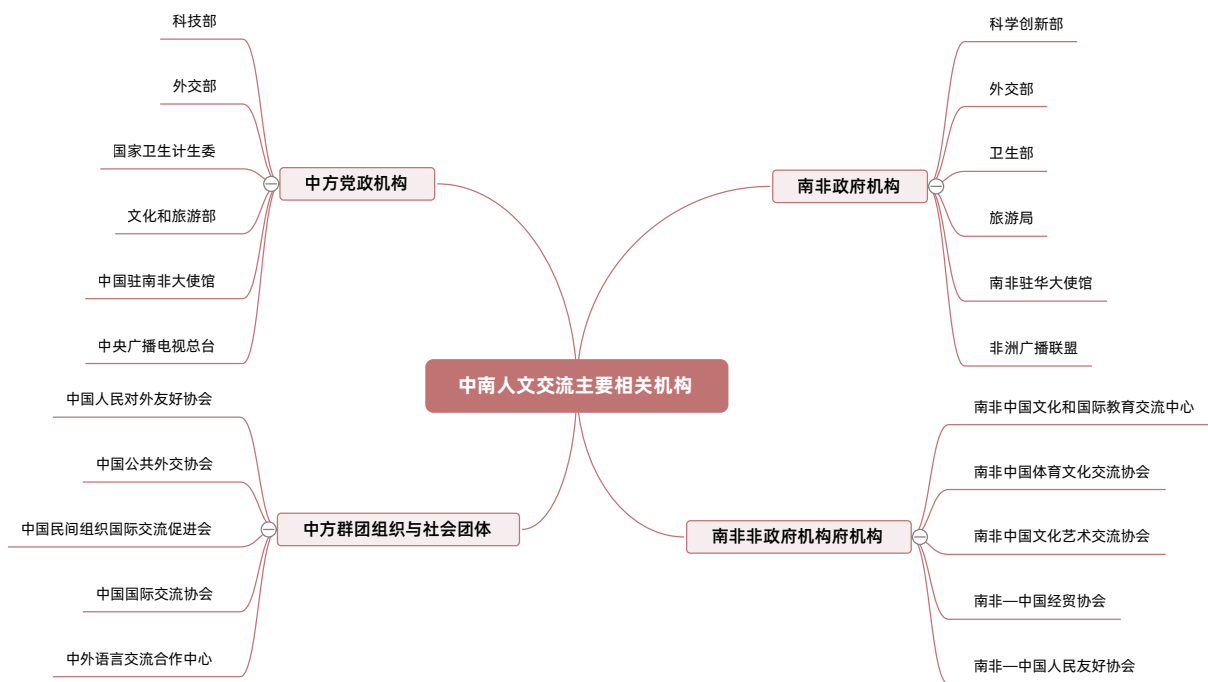 中南人文交流主要相关机构
中方党政机构
科技部
外交部
国家卫生计生委
文化和旅游部
中国驻南非大使馆
中央广播电视总台
中方群团组织与社会团体
中国人民对外友好协会
中国公共外交协会
中国民间组织国际交流促进会
中国国际交流协会
中外语言交流合作中心
南非政府机构
科学创新部
外交部
卫生部
旅游局
南非驻华大使馆
非洲广播联盟
南非非政府机构府机构
南非中国文化和国际教育交流中心
南非中国体育文化交流协会
南非中国文化艺术交流协会
南非—中国经贸协会
南非—中国人民友好协会